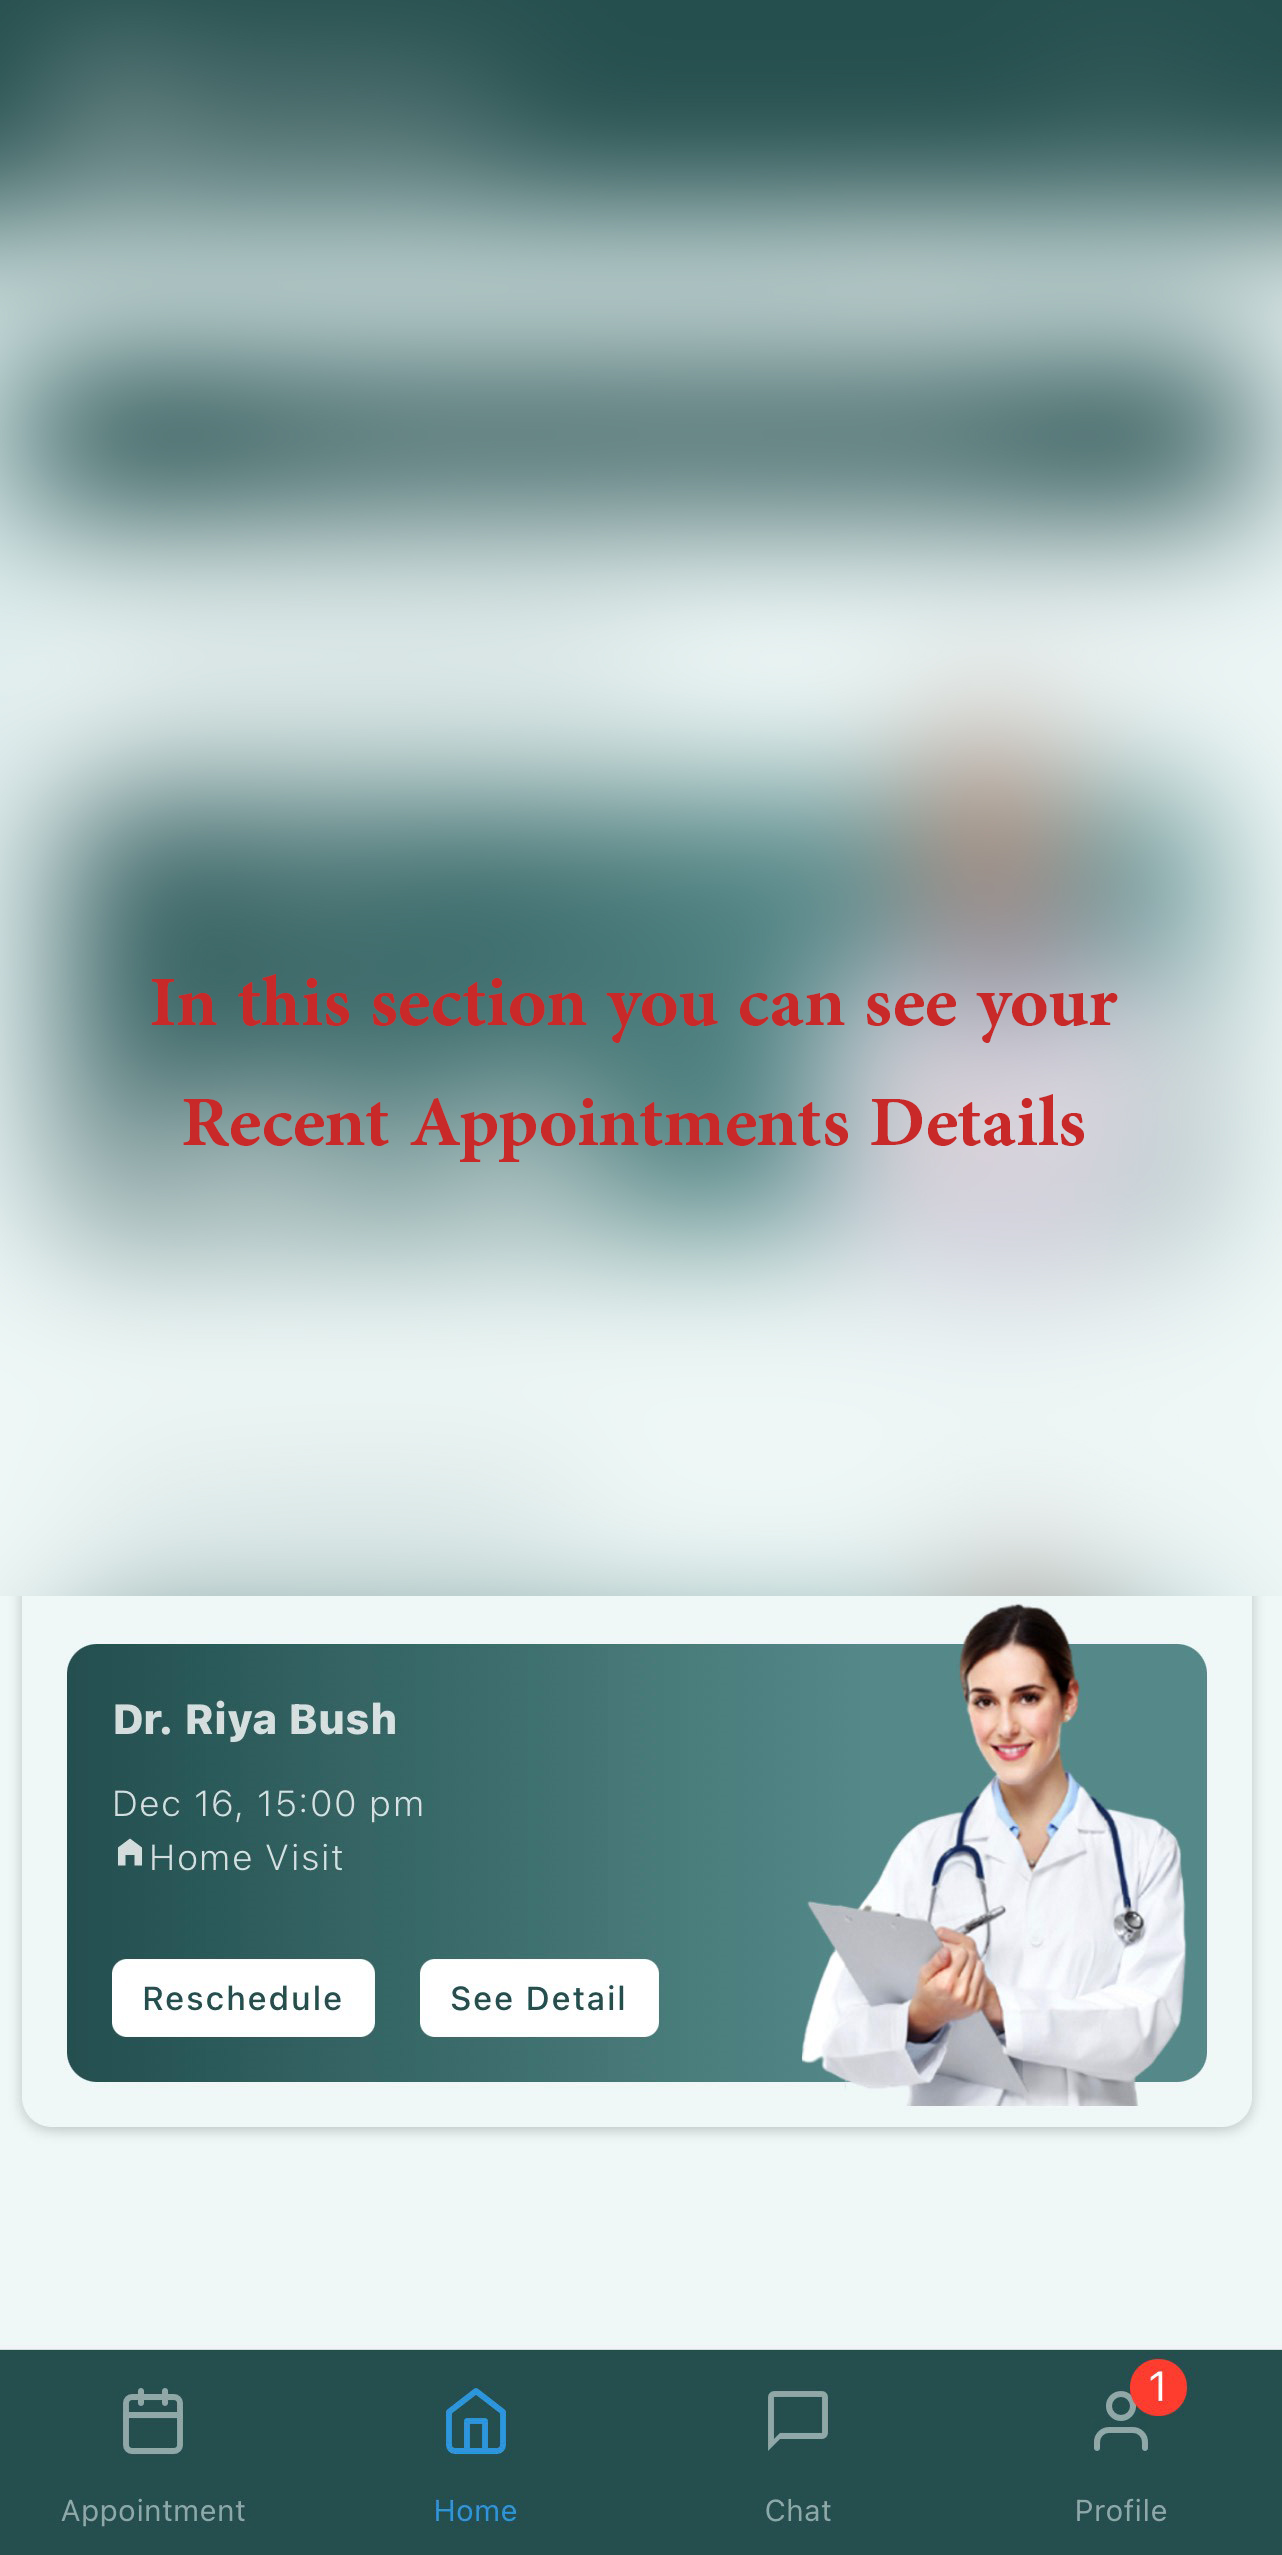 In this section you can see your
Recent Appointments Details
Dr. Riya Bush
Dec 16, 15:00 pm
Home Visit
Reschedule
See Detail
1
Appointment
Home
Chat
Profile